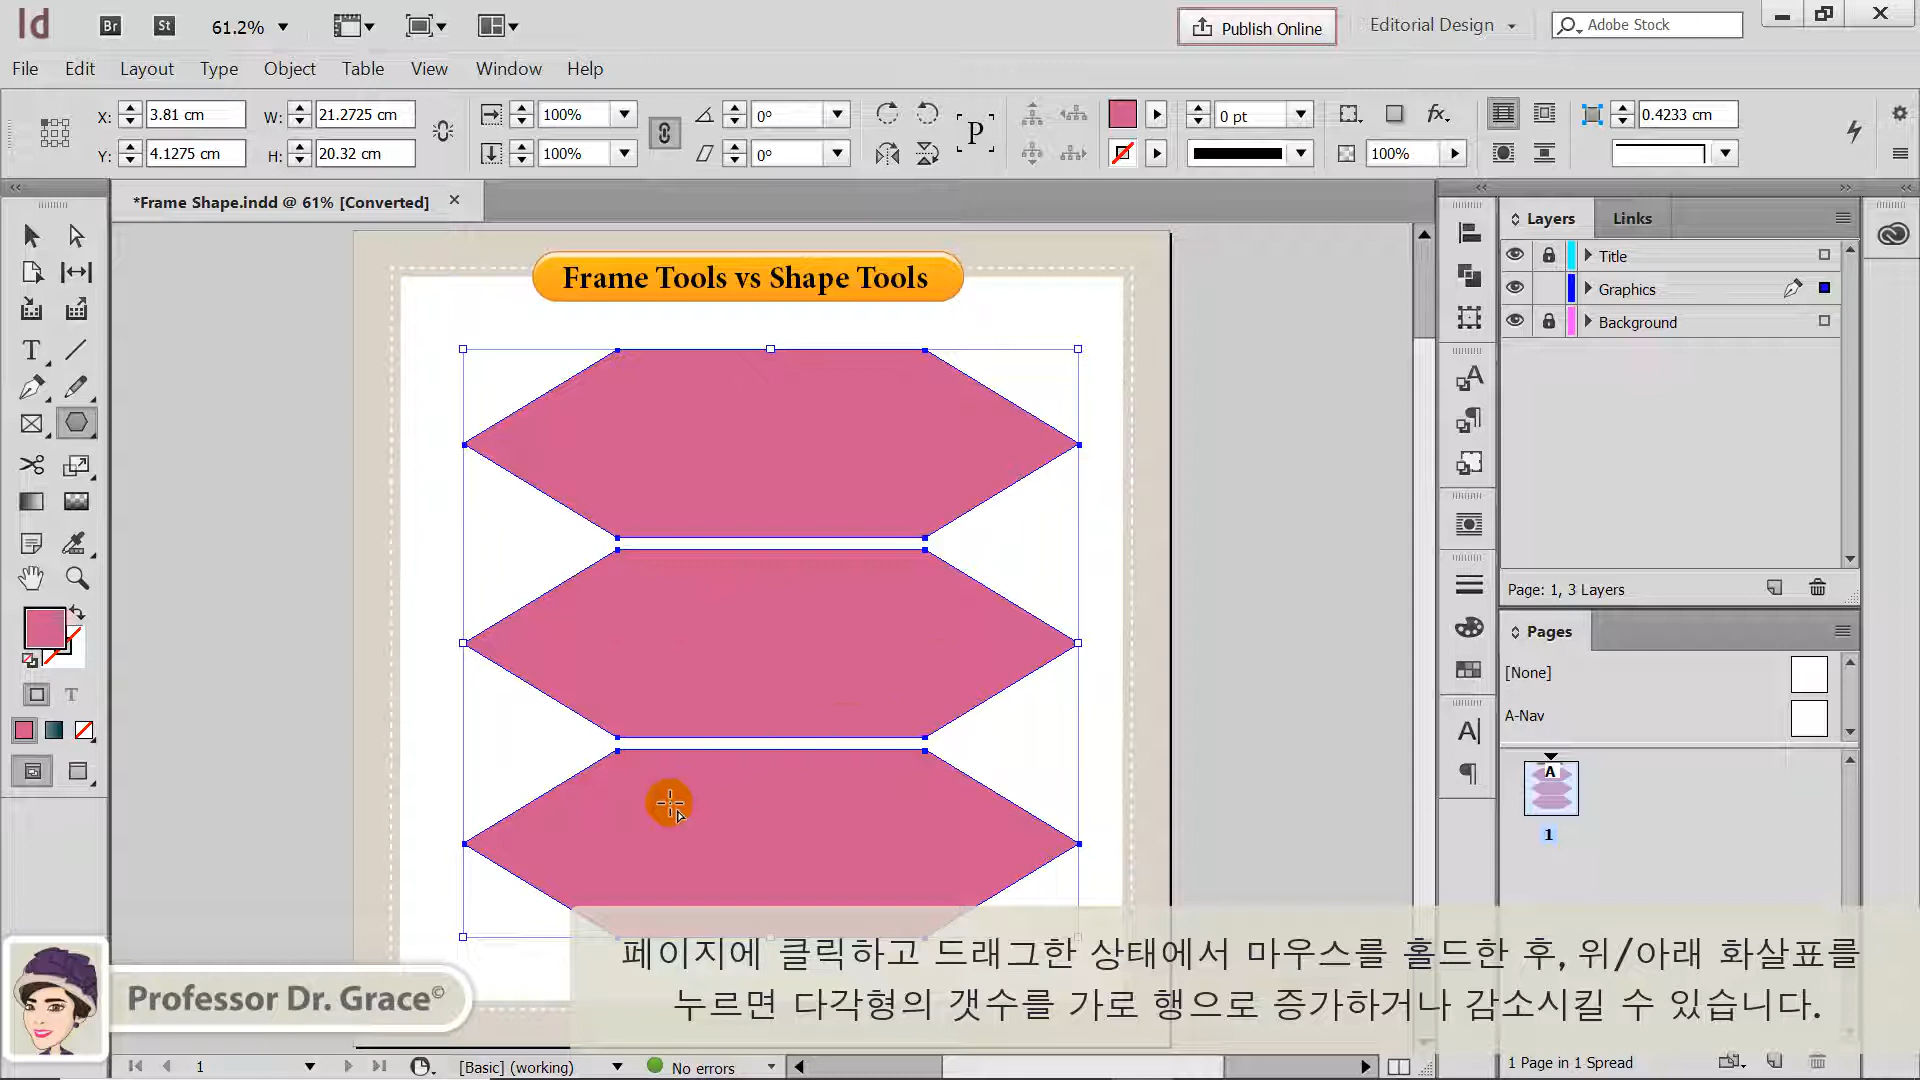 Id
Br
St
61.2%
Publish Online
Editorial Design
Adobe Stock
File
Edit
Layout
Type
Object
Table
View
Window
Help
X:
3.81 cm
W:
21.2725 cm
100%
0°
P
0 pt
fx.
0.4233 cm
Y:
4.1275 cm
H:
20.32 cm
100%
0°
100%
*Frame Shape.indd @ 61% [Converted]
Frame Tools vs Shape Tools
Layers
Links
Title
Graphics
Background
Page: 1, 3 Layers
Pages
[None]
A-Nav
A
1
페이지에 클릭하고 드래그한 상태에서 마우스를 홀드한 후, 위/아래 화살표를
누르면 다각형의 갯수를 가로 행으로 증가하거나 감소시킬 수 있습니다.
Professor Dr. Grace©
1
[Basic] (working)
No errors
1 Page in 1 Spread